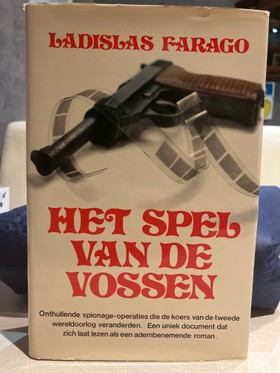 LADISLAS FARAGO
HET SPEL
VAN DE
VOSSEN
Onthullende spionage-operaties die de koers van de tweede
wereldoorlog veranderden. Een uniek document dat
zich laat lezen als een adembenemende roman.